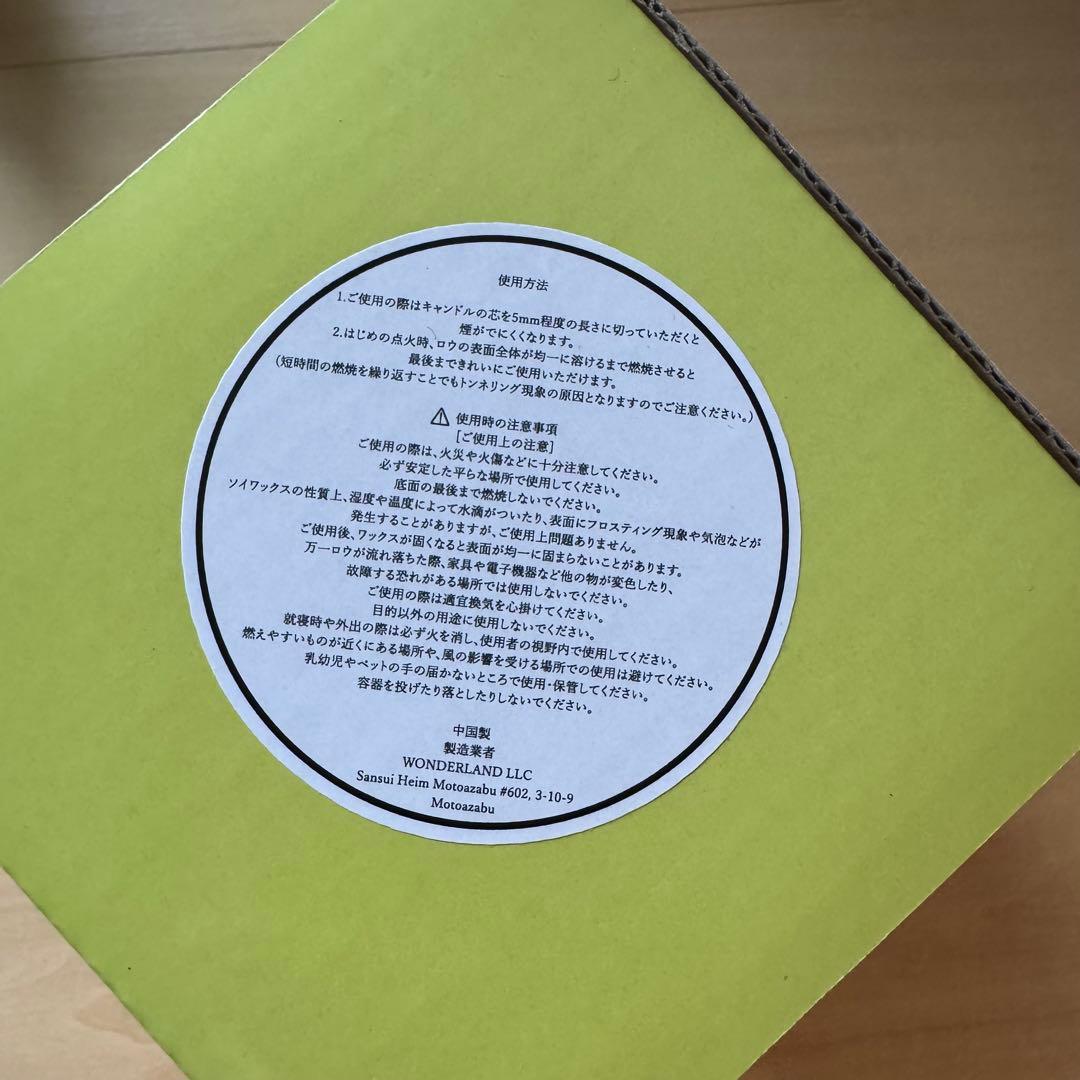 使用方法
1.ご使用の際はキャンドルの芯を5mm程度の長さに切っていただくと
煙がでにくくなります。
2.はじめの点火時、ロウの表面全体が均一に溶けるまで燃焼させると
最後まできれいにご使用いただけます。
(短時間の燃焼を繰り返すことでもトンネリング現象の原因となりますのでご注意ください。)
⚠ 使用時の注意事項
[ご使用上の注意]
ご使用の際は、火災や火傷などに十分注意してください。
必ず安定した平らな場所で使用してください。
底面の最後まで燃焼しないでください。
ソイワックスの性質上、湿度や温度によって水滴がついたり、表面にフロスティング現象や気泡などが
発生することがありますが、ご使用上問題ありません。
ご使用後、ワックスが固くなると表面が均一に固まらないことがあります。
万一ロウが流れ落ちた際、家具や電子機器など他の物が変色したり、
故障する恐れがある場所では使用しないでください。
ご使用の際は適宜換気を心掛けてください。
目的以外の用途に使用しないでください。
就寝時や外出の際は必ず火を消し、使用者の視野内で使用してください。
燃えやすいものが近くにある場所や、風の影響を受ける場所での使用は避けてください。
乳幼児やペットの手の届かないところで使用・保管してください。
容器を投げたり落としたりしないでください。
中国製
製造業者
WONDERLAND LLC
Sansui Heim Motoazabu #602, 3-10-9
Motoazabu